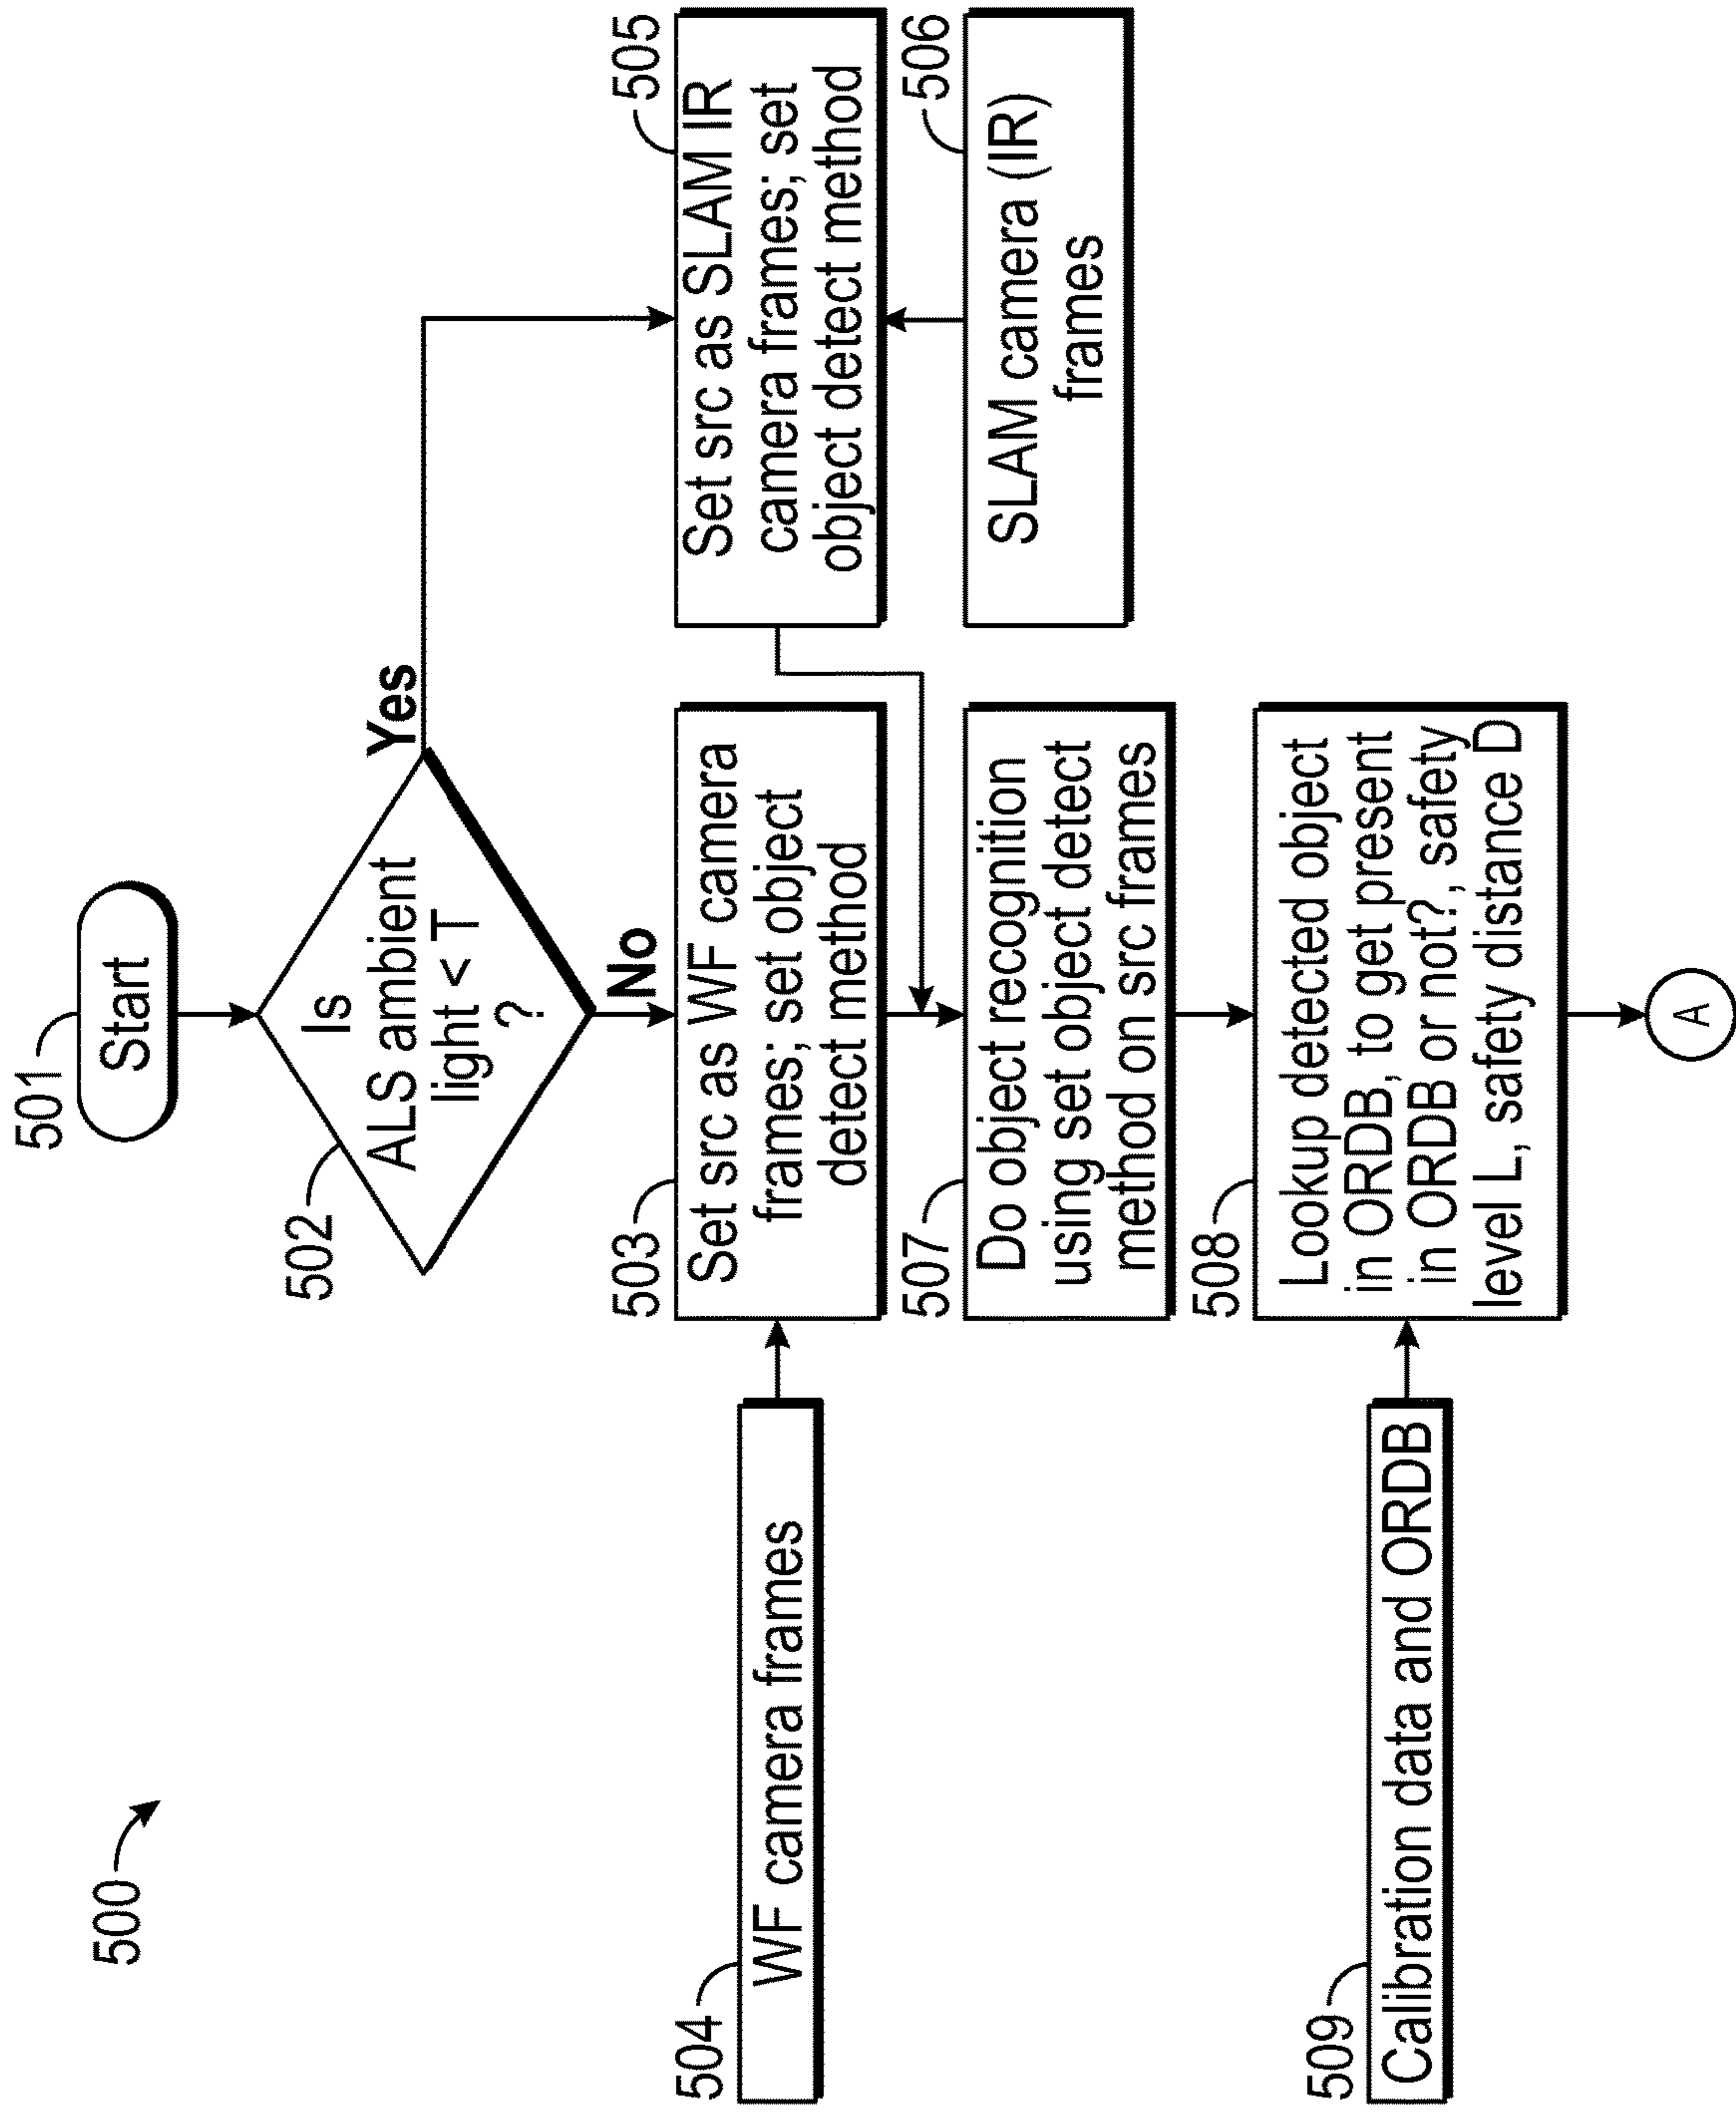 500
501
Start
502
Is
ALS ambient
light < T
?
Yes
No
503
Set src as WF camera
frames; set object
detect method
504
WF camera frames
505
Set src as SLAM IR
camera frames; set
object detect method
506
SLAM camera (IR)
frames
507
Do object recognition
using set object detect
method on src frames
508
Lookup detected object
in ORDB, to get present
in ORDB or not?, safety
level L, safety distance D
509
Calibration data and ORDB
A